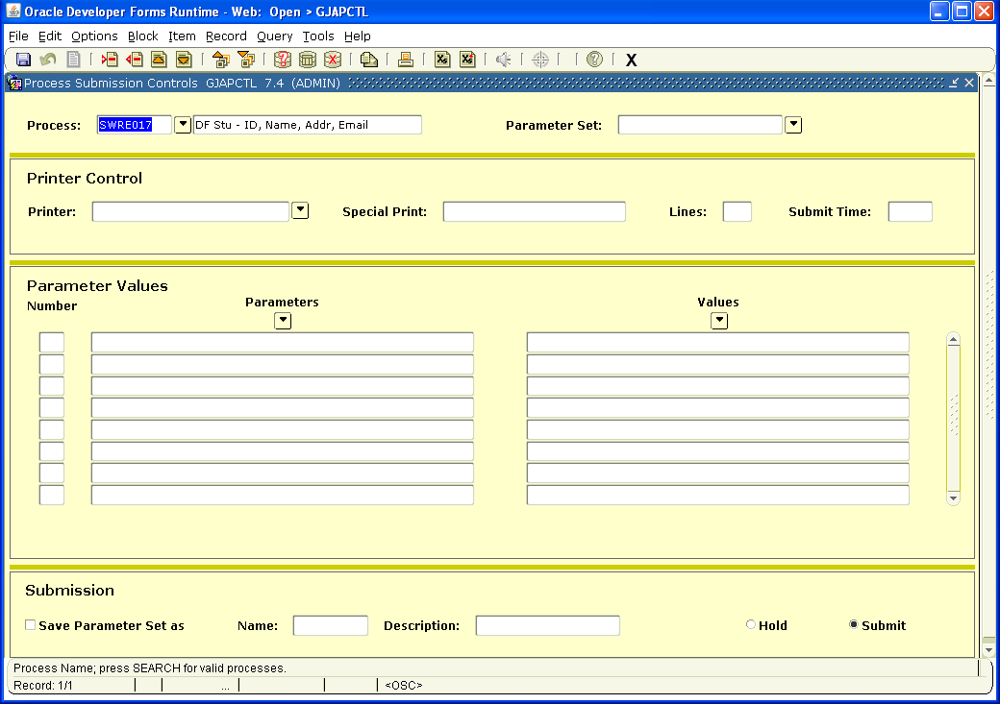 Oracle Developer Forms Runtime - Web: Open > GJAPCTL
File Edit Options Block Item Record Query Tools Help
X
Process Submission Controls GJAPCTL 7.4 (ADMIN)
Process: SWRE017 DF Stu - ID, Name, Addr, Email Parameter Set:
Printer Control
Printer: Special Print: Lines: Submit Time:
Parameter Values
Number Parameters Values
Submission
Save Parameter Set as Name: Description: Hold Submit
Process Name; press SEARCH for valid processes.
Record: 1/1 ... <OSC>